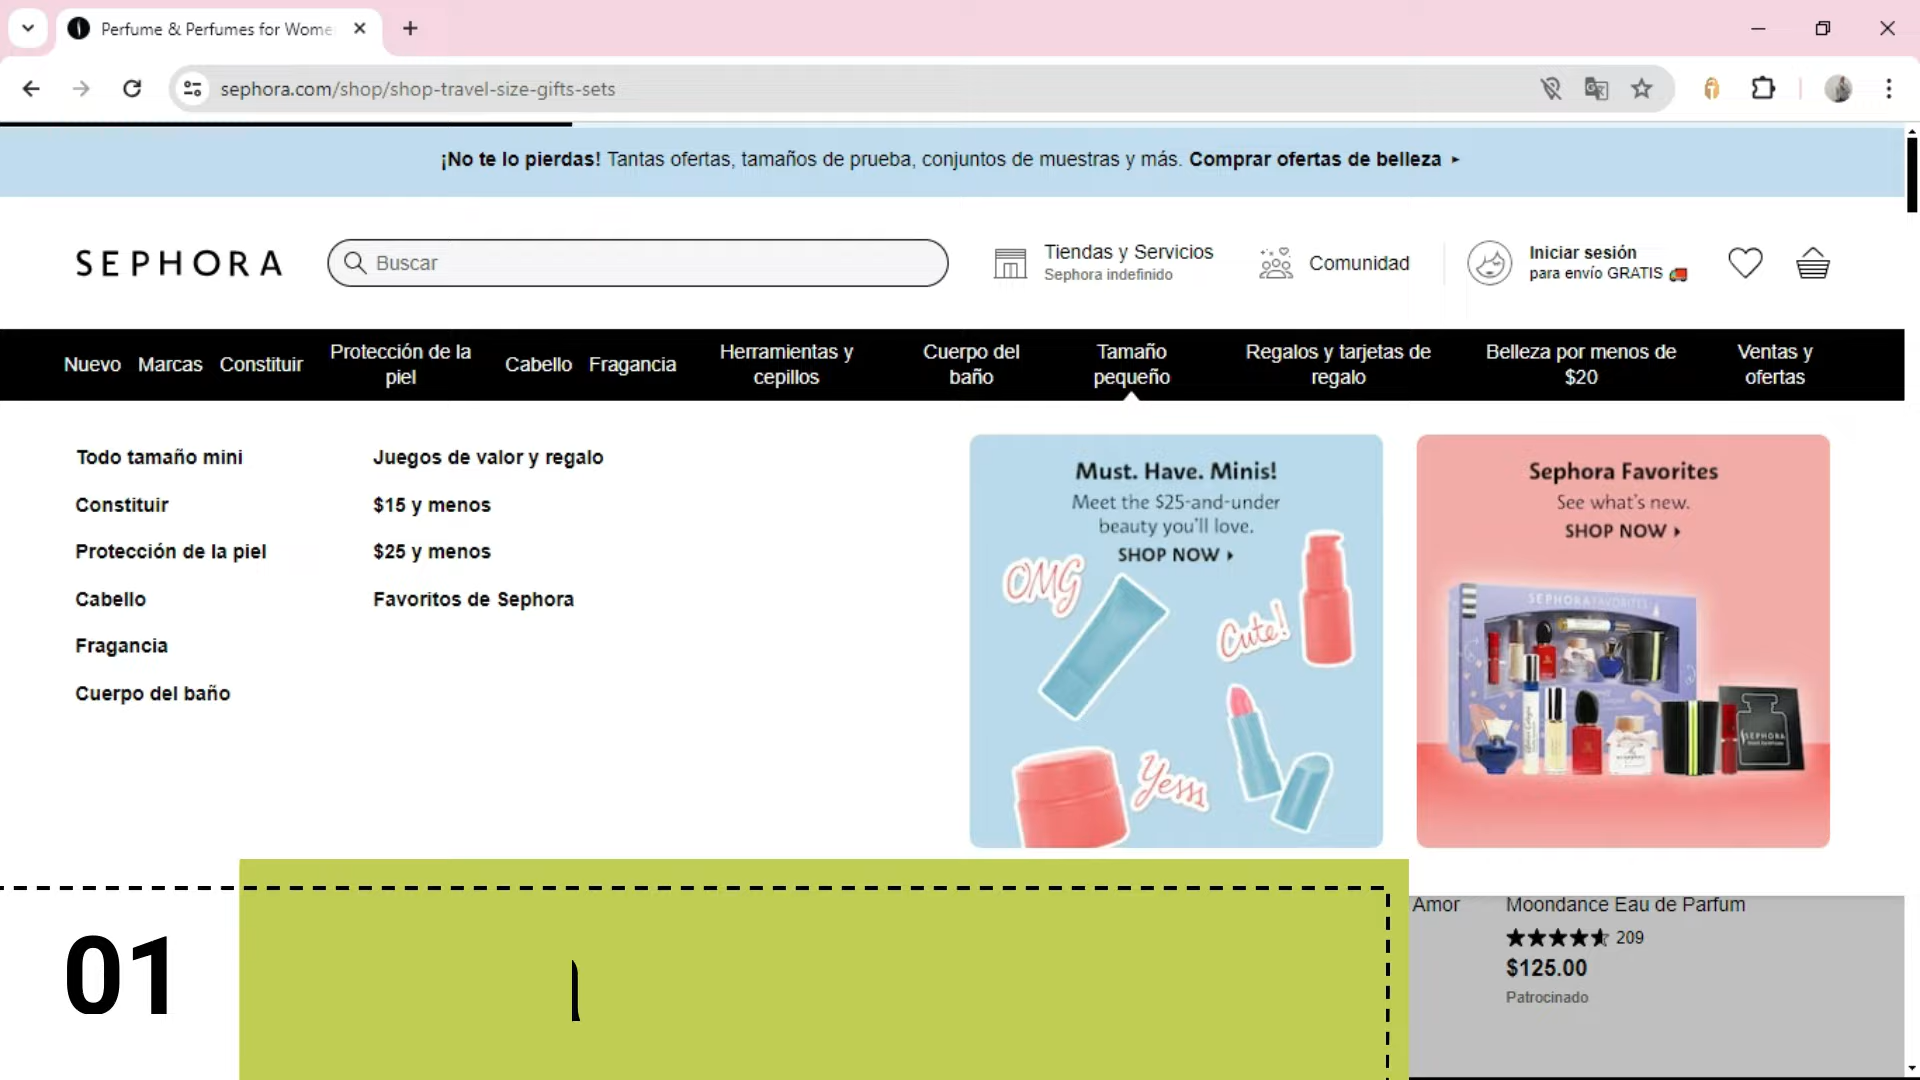 Perfume & Perfumes for Wome
sephora.com/shop/shop-travel-size-gifts-sets
¡No te lo pierdas! Tantas ofertas, tamaños de prueba, conjuntos de muestras y más. Comprar ofertas de belleza ▸
SEPHORA
Buscar
Tiendas y Servicios
Sephora indefinido
Comunidad
Iniciar sesión
para envío GRATIS
Nuevo
Marcas
Constituir
Protección de la
piel
Cabello
Fragancia
Herramientas y
cepillos
Cuerpo del
baño
Tamaño
pequeño
Regalos y tarjetas de
regalo
Belleza por menos de
$20
Ventas y
ofertas
Todo tamaño mini
Constituir
Protección de la piel
Cabello
Fragancia
Cuerpo del baño
Juegos de valor y regalo
$15 y menos
$25 y menos
Favoritos de Sephora
Must. Have. Minis!
Meet the $25-and-under
beauty you'll love.
SHOP NOW ▸
OMG
Cute!
Yesss
Sephora Favorites
See what's new.
SHOP NOW ▸
SEPHORA FAVORITES
SEPHORA
Amor
Moondance Eau de Parfum
209
$125.00
Patrocinado
01